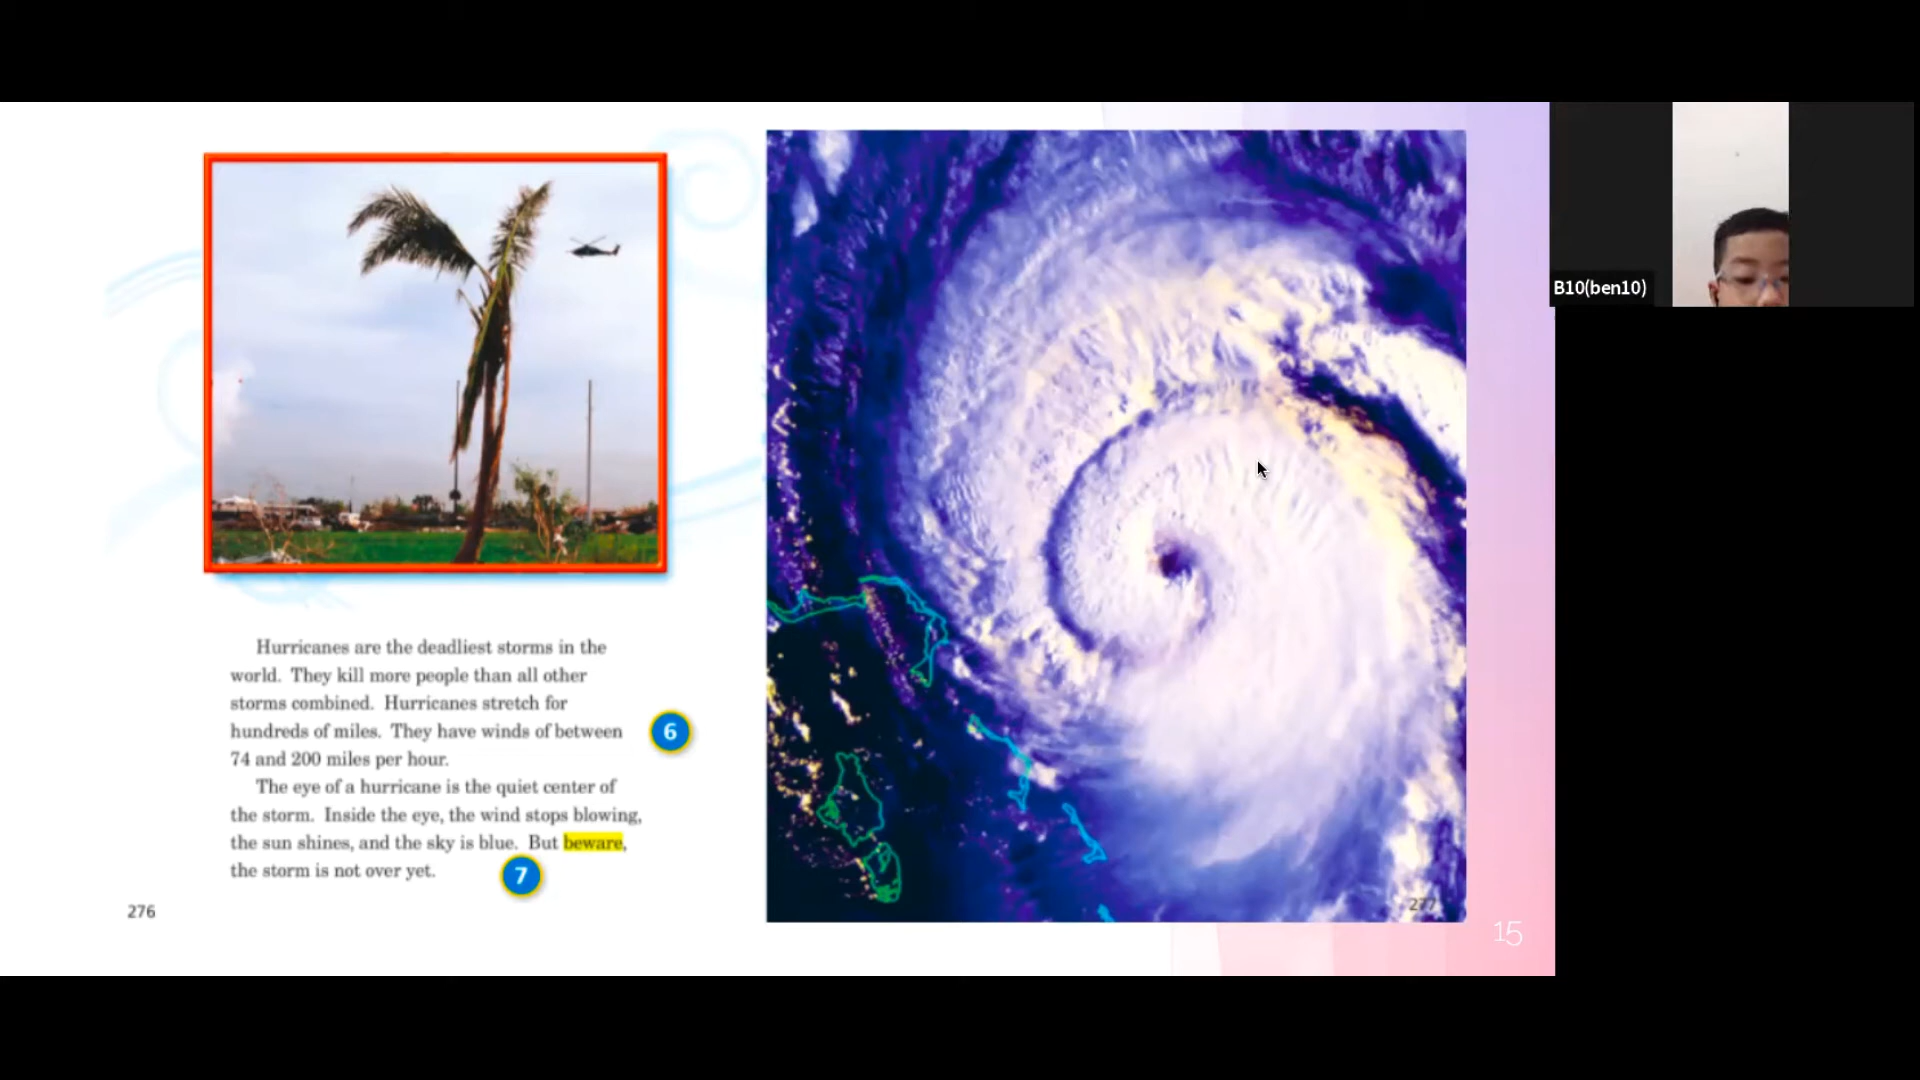 Hurricanes are the deadliest storms in the
world. They kill more people than all other
storms combined. Hurricanes stretch for
hundreds of miles. They have winds of between
74 and 200 miles per hour.
6
The eye of a hurricane is the quiet center of
the storm. Inside the eye, the wind stops blowing,
the sun shines, and the sky is blue. But beware,
the storm is not over yet.
7
276
277
15
B10(ben10)